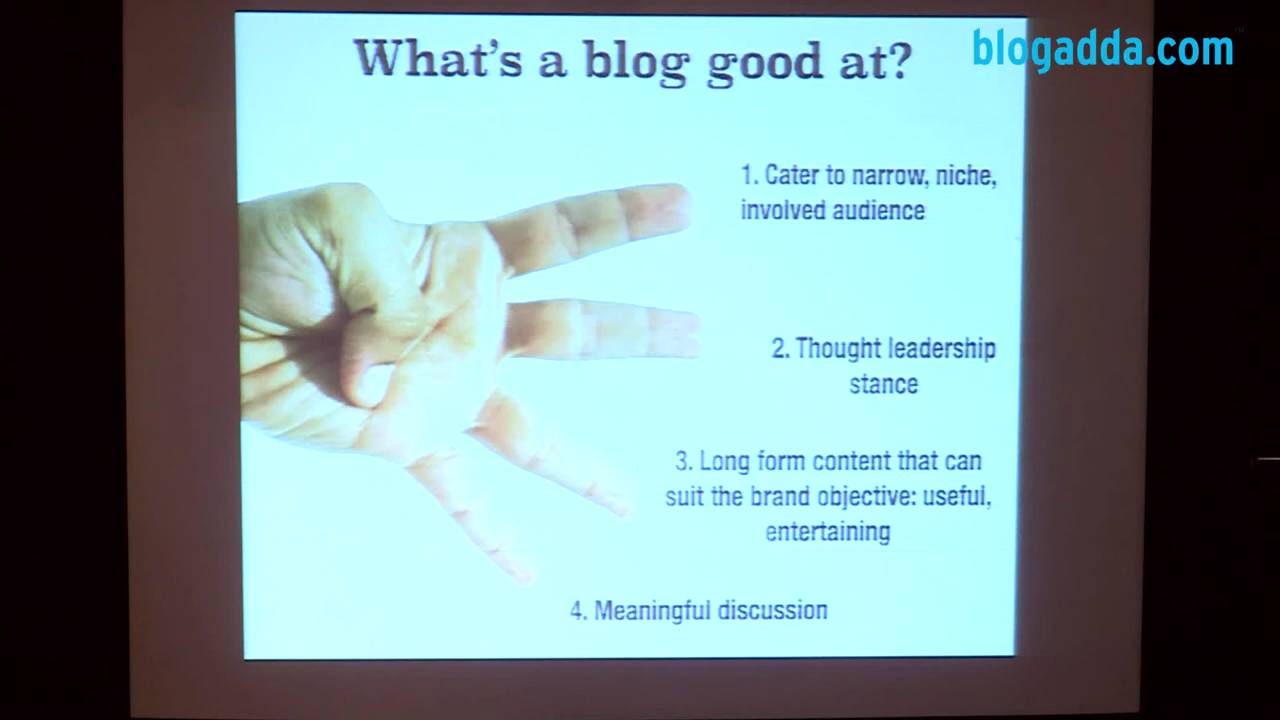 What's a blog good at?
blogadda.com
1. Cater to narrow, niche,
involved audience
2. Thought leadership
stance
3. Long form content that can
suit the brand objective: useful,
entertaining
4. Meaningful discussion